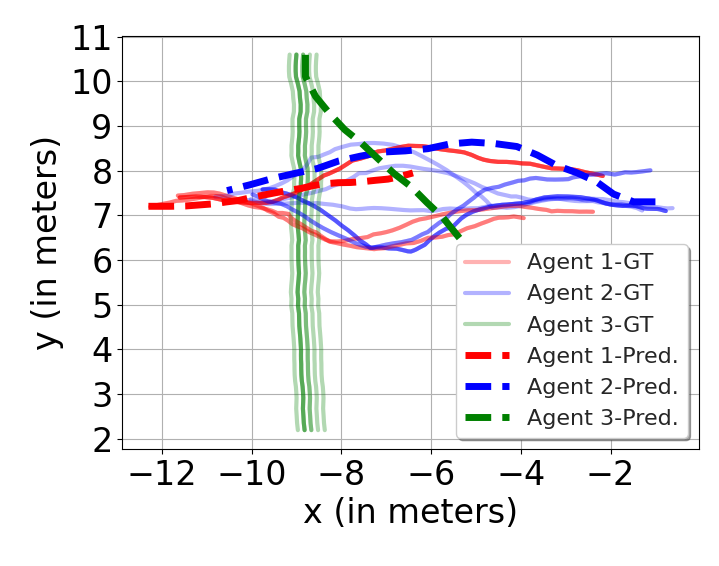 11
10
9
8
7
6
5
4
3
2
y (in meters)
Agent 1-GT
Agent 2-GT
Agent 3-GT
Agent 1-Pred.
Agent 2-Pred.
Agent 3-Pred.
−12 −10 −8 −6 −4 −2
x (in meters)